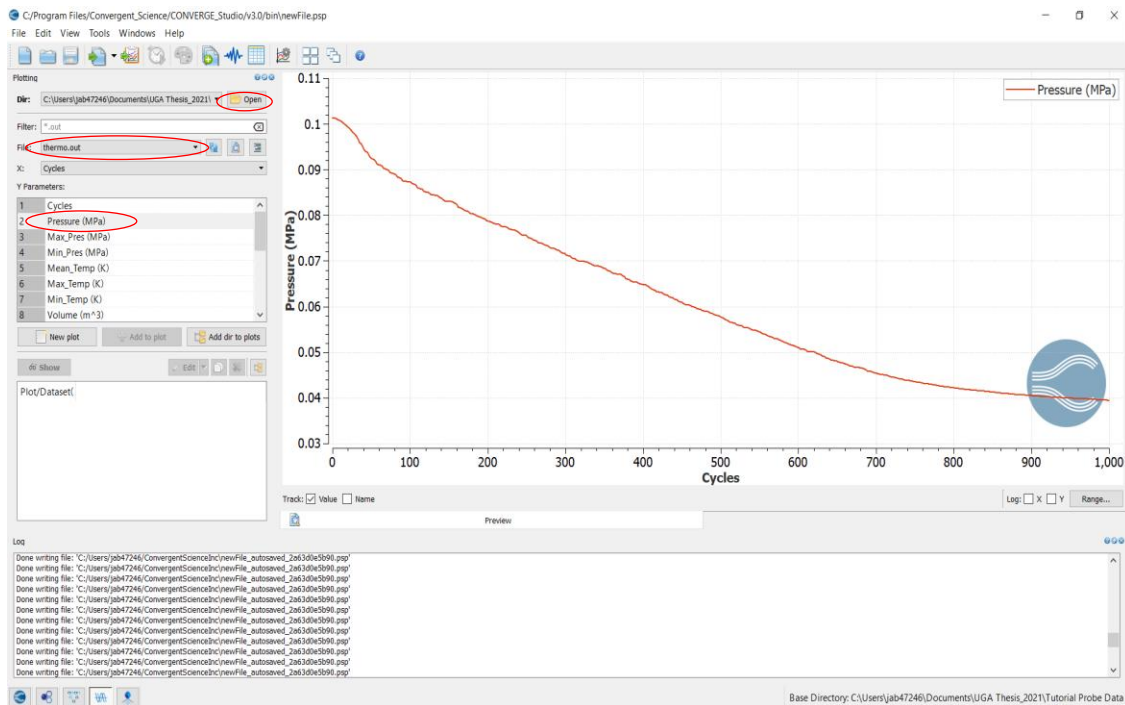 C:/Program Files/Convergent_Science/CONVERGE_Studio/v3.0/bin\newFile.psp
File Edit View Tools Windows Help
Plotting
Dir: C:\Users\jab47246\Documents\UGA Thesis_2021\ Open
Filter: *.out
File: thermo.out
X: Cycles
Y Parameters:
1 Cycles
2 Pressure (MPa)
3 Max_Pres (MPa)
4 Min_Pres (MPa)
5 Mean_Temp (K)
6 Max_Temp (K)
7 Min_Temp (K)
8 Volume (m^3)
New plot Add to plot Add dir to plots
Show Edit
Plot/Dataset(
Pressure (MPa)
0.11
0.1
0.09
0.08
0.07
0.06
0.05
0.04
0.03
Pressure (MPa)
0 100 200 300 400 500 600 700 800 900 1,000
Cycles
Track: Value Name
Log: X Y Range...
Preview
Log
Done writing file: 'C:/Users/jab47246/ConvergentScienceInc\newFile_autosaved_2a63d0e5b90.psp'
Done writing file: 'C:/Users/jab47246/ConvergentScienceInc\newFile_autosaved_2a63d0e5b90.psp'
Done writing file: 'C:/Users/jab47246/ConvergentScienceInc\newFile_autosaved_2a63d0e5b90.psp'
Done writing file: 'C:/Users/jab47246/ConvergentScienceInc\newFile_autosaved_2a63d0e5b90.psp'
Done writing file: 'C:/Users/jab47246/ConvergentScienceInc\newFile_autosaved_2a63d0e5b90.psp'
Done writing file: 'C:/Users/jab47246/ConvergentScienceInc\newFile_autosaved_2a63d0e5b90.psp'
Done writing file: 'C:/Users/jab47246/ConvergentScienceInc\newFile_autosaved_2a63d0e5b90.psp'
Done writing file: 'C:/Users/jab47246/ConvergentScienceInc\newFile_autosaved_2a63d0e5b90.psp'
Done writing file: 'C:/Users/jab47246/ConvergentScienceInc\newFile_autosaved_2a63d0e5b90.psp'
Done writing file: 'C:/Users/jab47246/ConvergentScienceInc\newFile_autosaved_2a63d0e5b90.psp'
Done writing file: 'C:/Users/jab47246/ConvergentScienceInc\newFile_autosaved_2a63d0e5b90.psp'
Done writing file: 'C:/Users/jab47246/ConvergentScienceInc\newFile_autosaved_2a63d0e5b90.psp'
Base Directory: C:\Users\jab47246\Documents\UGA Thesis_2021\Tutorial Probe Data